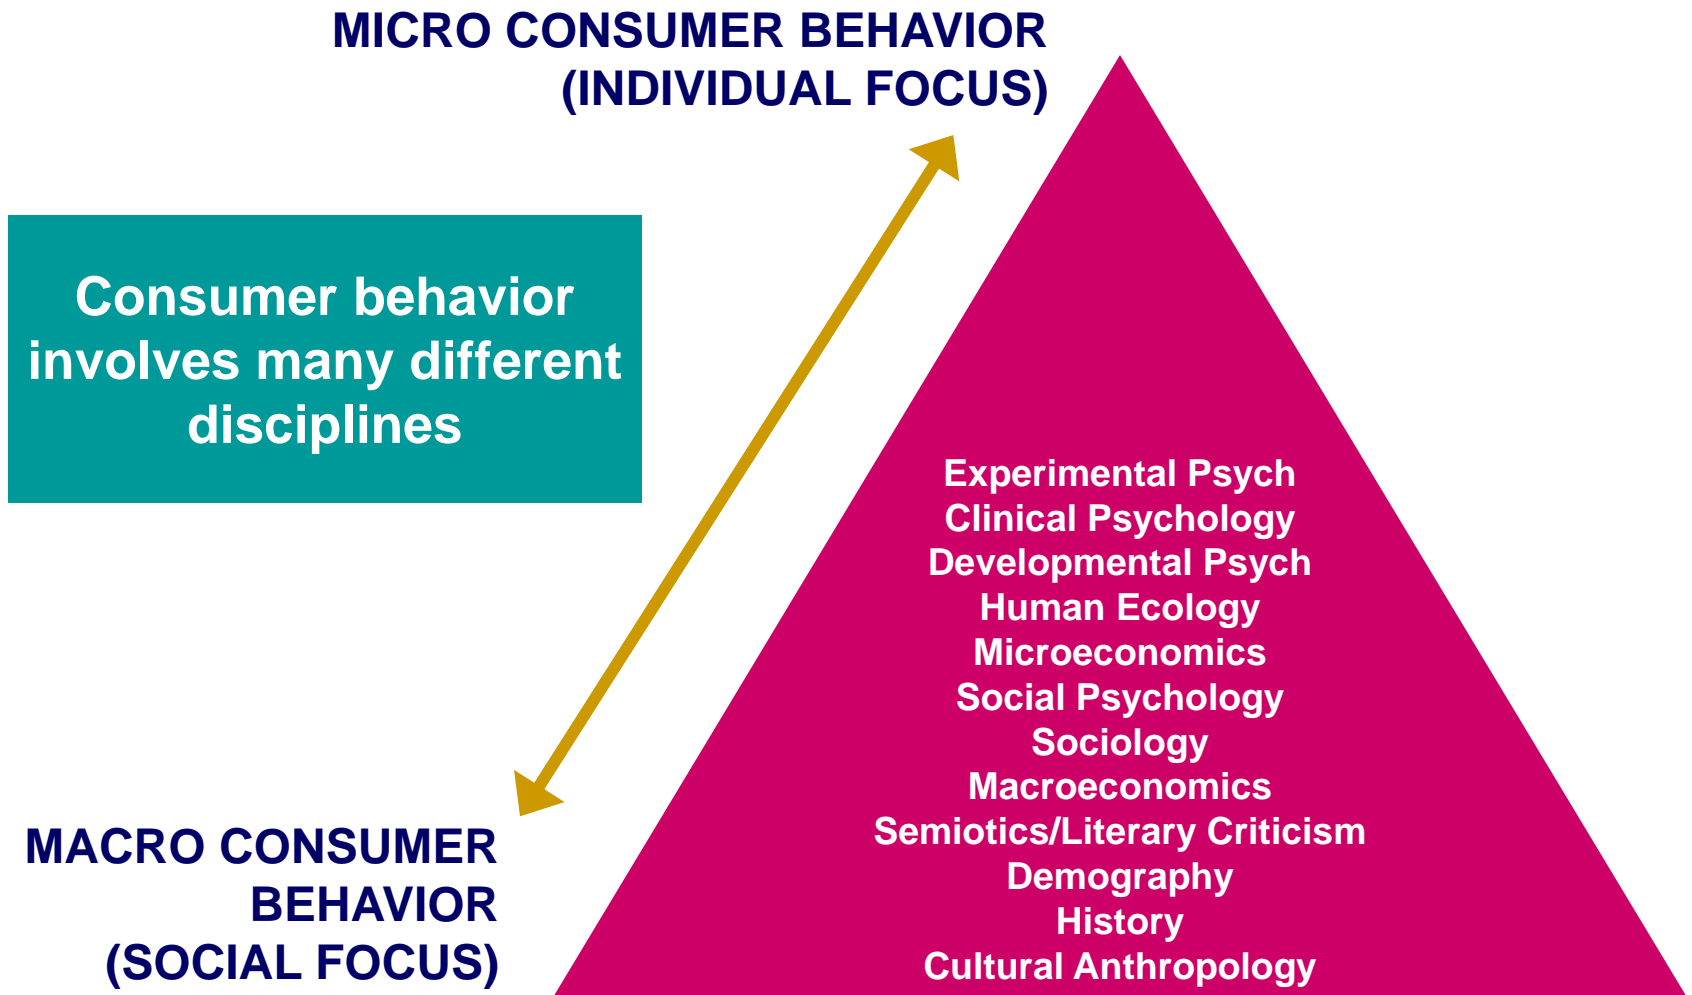 MICRO CONSUMER BEHAVIOR
(INDIVIDUAL FOCUS)
Consumer behavior
involves many different
disciplines
Experimental Psych
Clinical Psychology
Developmental Psych
Human Ecology
Microeconomics
Social Psychology
Sociology
Macroeconomics
Semiotics/Literary Criticism
Demography
History
Cultural Anthropology
MACRO CONSUMER
BEHAVIOR
(SOCIAL FOCUS)